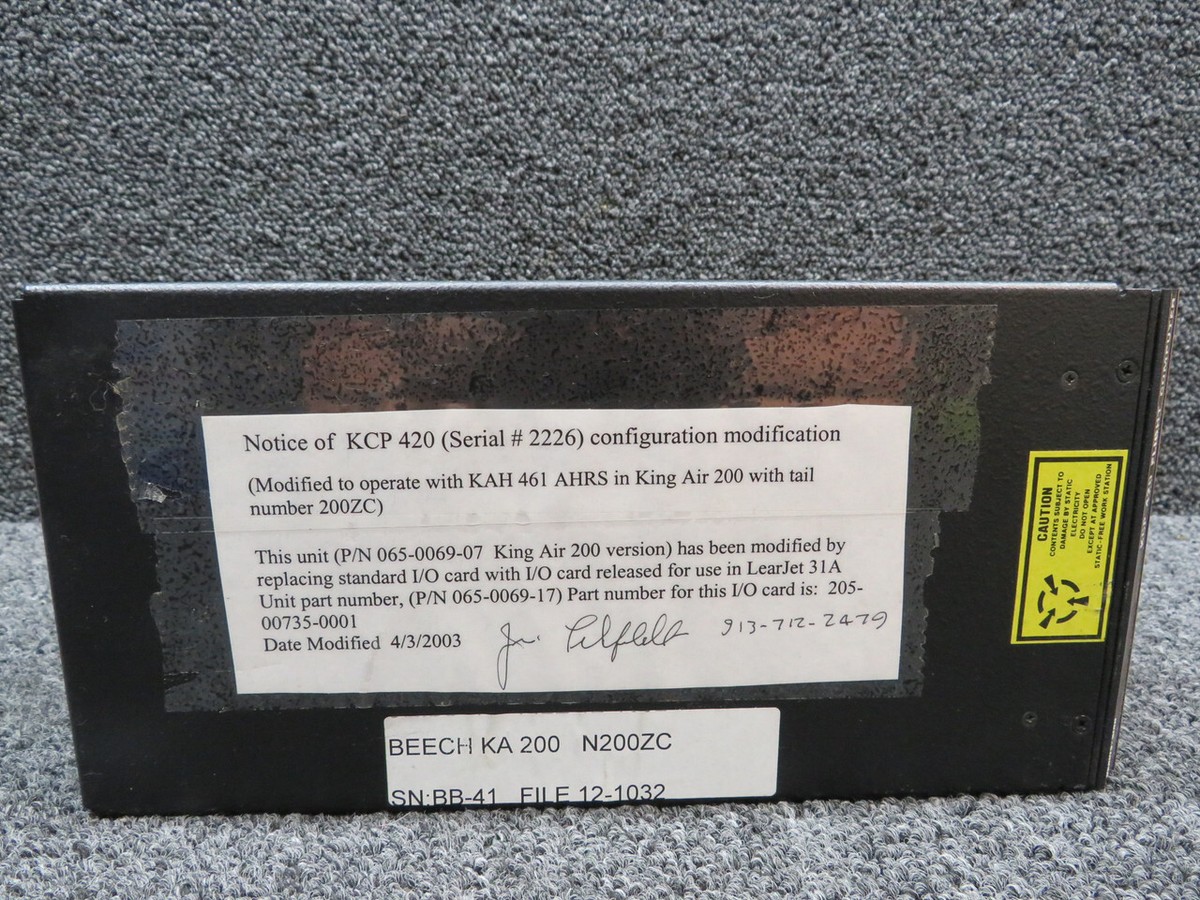 Notice of KCP 420 (Serial # 2226) configuration modification
(Modified to operate with KAH 461 AHRS in King Air 200 with tail
number 200ZC)
This unit (P/N 065-0069-07 King Air 200 version) has been modified by
replacing standard I/O card with I/O card released for use in LearJet 31A
Unit part number, (P/N 065-0069-17) Part number for this I/O card is: 205-
00735-0001
Date Modified 4/3/2003 913-712-2479
BEECH KA 200 N200ZC
SN:BB-41 FILE 12-1032
CAUTION
CONTENTS SUBJECT TO
DAMAGE BY STATIC
ELECTRICITY
DO NOT OPEN
EXCEPT AT APPROVED
STATIC-FREE WORK STATION